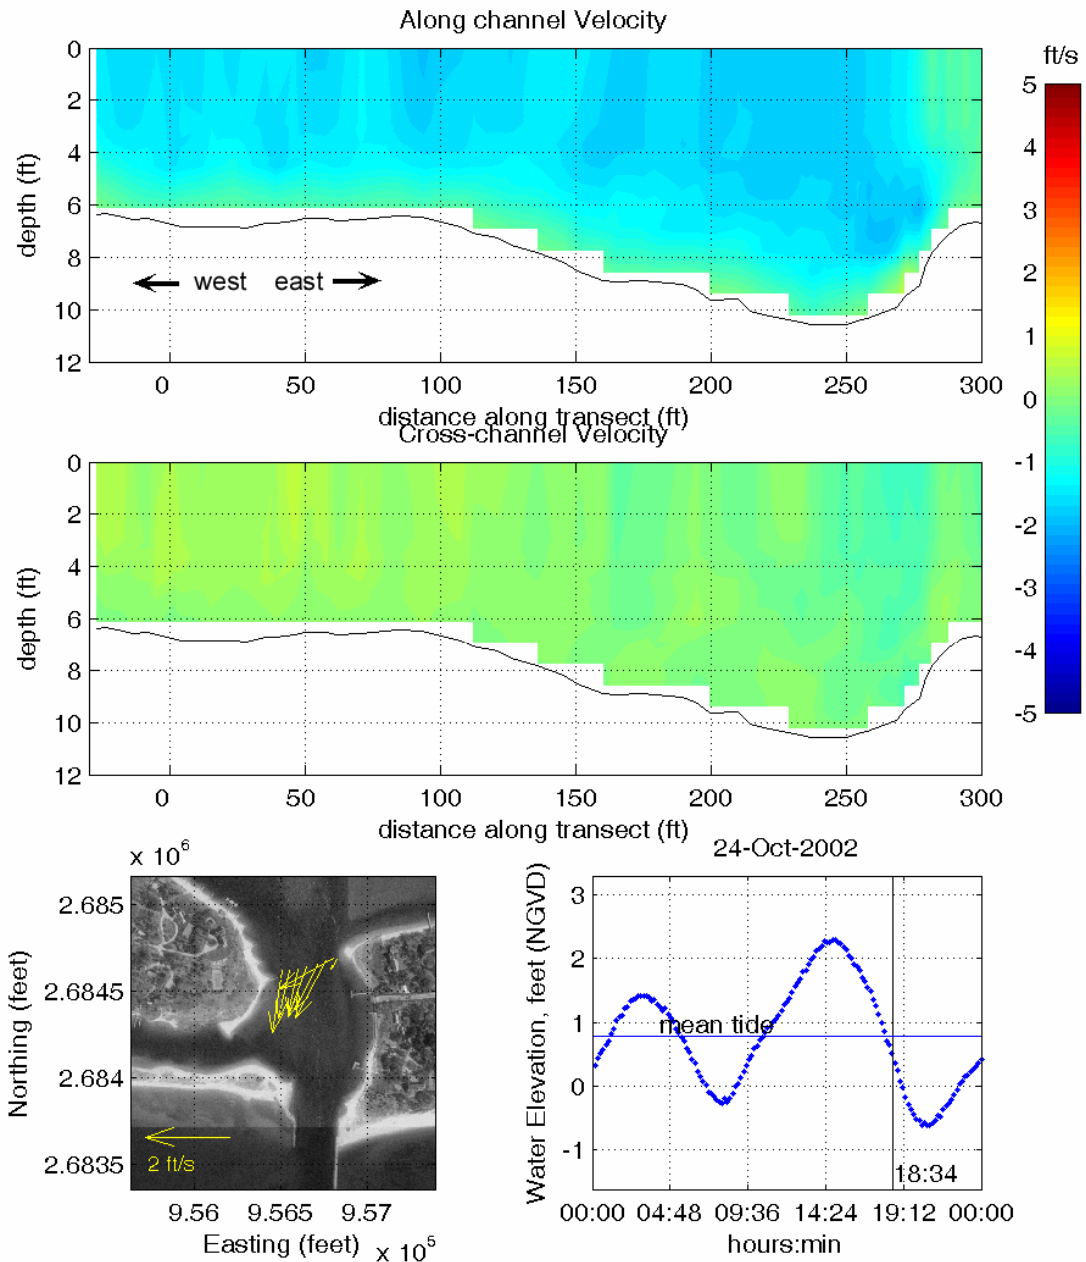 Along channel Velocity
ft/s
depth (ft)
0
2
4
6
8
10
12
west east
0 50 100 150 200 250 300
distance along transect (ft)
5
4
3
2
1
0
-1
-2
-3
-4
-5
Cross-channel Velocity
depth (ft)
0
2
4
6
8
10
12
0 50 100 150 200 250 300
distance along transect (ft)
x 10^6
Northing (feet)
2.685
2.6845
2.684
2.6835
2 ft/s
9.56 9.565 9.57
Easting (feet) x 10^5
24-Oct-2002
Water Elevation, feet (NGVD)
3
2
1
0
-1
mean tide
18:34
00:00 04:48 09:36 14:24 19:12 00:00
hours:min